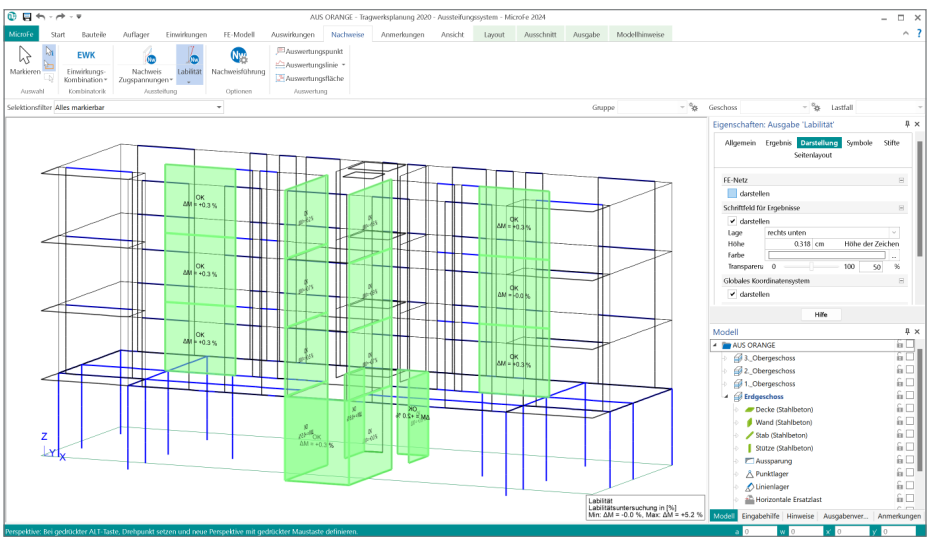 AUS ORANGE - Tragwerksplanung 2020 - Aussteifungssystem - MicroFe 2024
MicroFe Start Bauteile Auflager Einwirkungen FE-Modell Auswirkungen Nachweise Anmerkungen Ansicht Layout Ausschnitt Ausgabe Modellhinweise
Markieren
EWK
Einwirkungs-
Kombination
Nachweis
Zugspannungen
Labilität
Nachweisführung
Auswertungspunkt
Auswertungslinie
Auswertungsfläche
Auswahl Kombinatorik Aussteifung Optionen Auswertung
Selektionsfilter Alles markierbar Gruppe Geschoss Lastfall
OK
ΔM = +0.3 %
OK
ΔM = +0.3 %
OK
ΔM = +0.3 %
OK
ΔM = +0.3 %
OK
ΔM = -0.0 %
OK
ΔM = +0.3 %
OK
ΔM = +0.3 %
OK
Z
Y
X
Labilität
Labilitätsuntersuchung in [%]
Min: ΔM = -0.0 %, Max: ΔM = +5.2 %
Eigenschaften: Ausgabe 'Labilität'
Allgemein Ergebnis Darstellung Symbole Stifte
Seitenlayout
FE-Netz
darstellen
Schriftfeld für Ergebnisse
darstellen
Lage rechts unten
Höhe 0.318 cm Höhe der Zeichen
Farbe ...
Transparenz 0 100 50 %
Globales Koordinatensystem
darstellen
Hilfe
Modell
AUS ORANGE
3._Obergeschoss
2._Obergeschoss
1._Obergeschoss
Erdgeschoss
Decke (Stahlbeton)
Wand (Stahlbeton)
Stab (Stahlbeton)
Stütze (Stahlbeton)
Aussparung
Punktlager
Linienlager
Horizontale Ersatzlast
Modell Eingabehilfe Hinweise Ausgabenver... Anmerkungen
Perspektive: Bei gedrückter ALT-Taste, Drehpunkt setzen und neue Perspektive mit gedrückter Maustaste definieren.
a 0 w 0 x' 0 y' 0